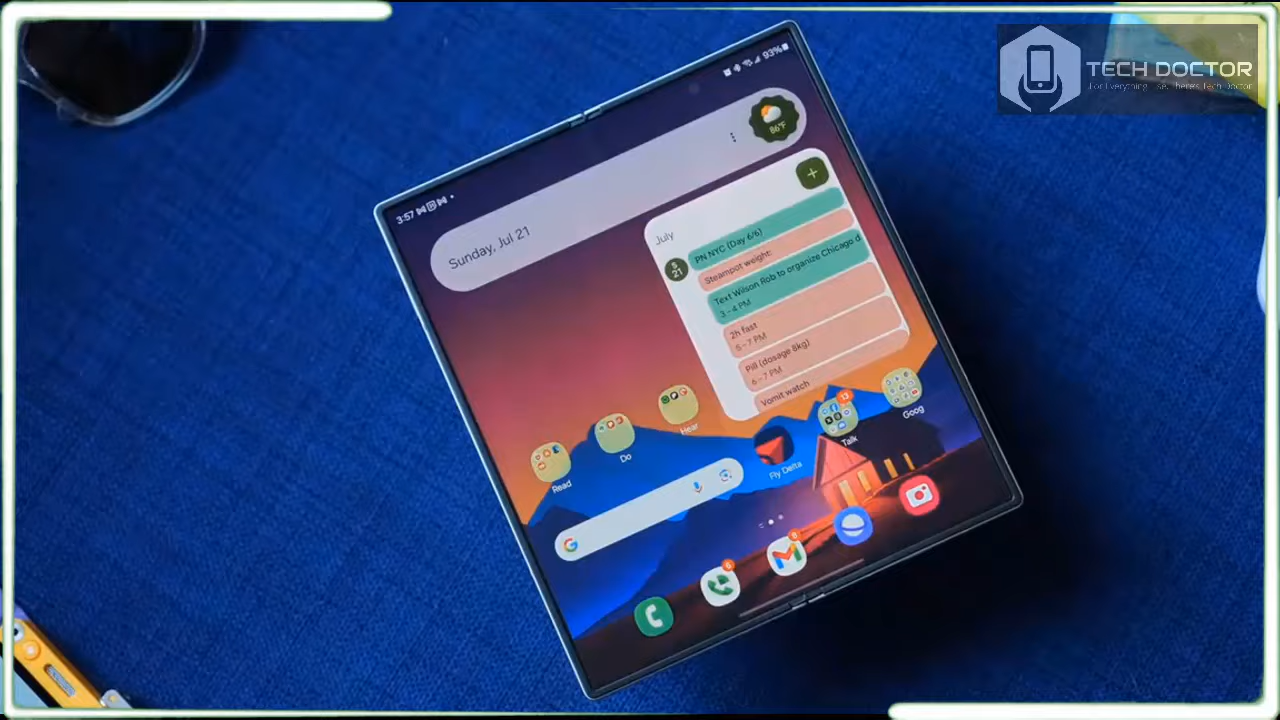 TECH DOCTOR
93%
86°F
3:57
Sunday, Jul 21
July
S
21
PN NYC (Day 6/6)
Steampot weight:
Text Wilson Rob to organize Chicago d
3 – 4 PM
2h fast
5 – 7 PM
Pill (dosage 8kg)
6 – 7 PM
Vomit watch
Read
Do
Hear
Fly Delta
13
Talk
Goog